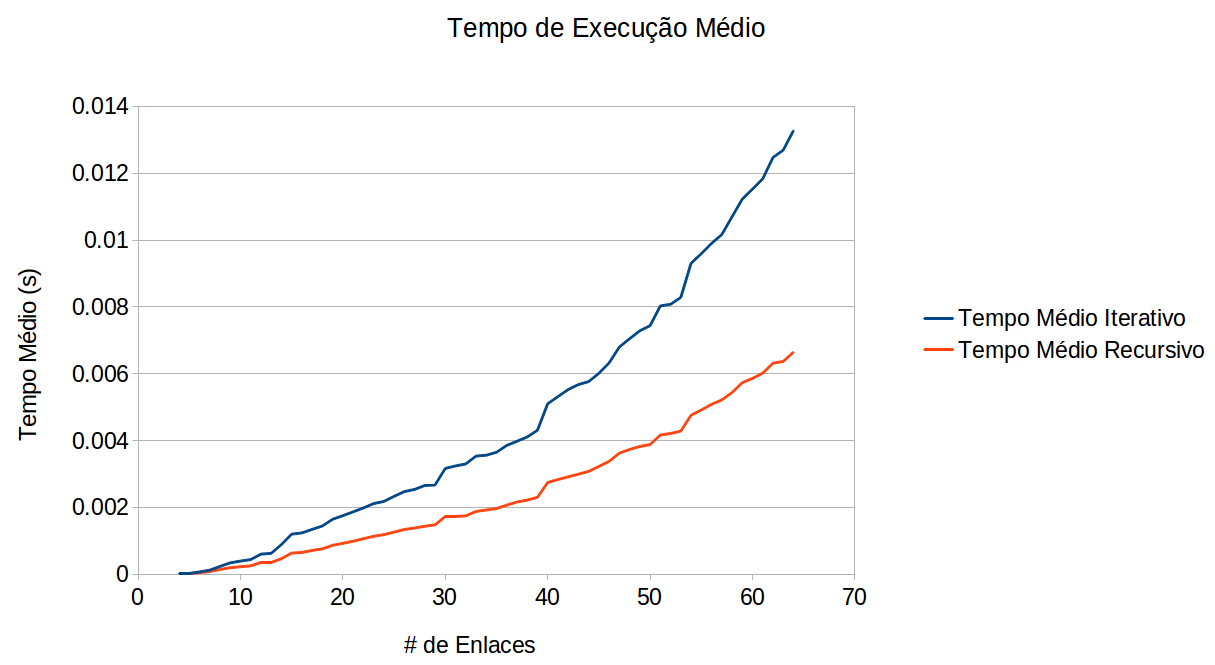 Tempo de Execução Médio
0.014
0.012
0.01
0.008
0.006
0.004
0.002
0
Tempo Médio (s)
0 10 20 30 40 50 60 70
# de Enlaces
Tempo Médio Iterativo
Tempo Médio Recursivo